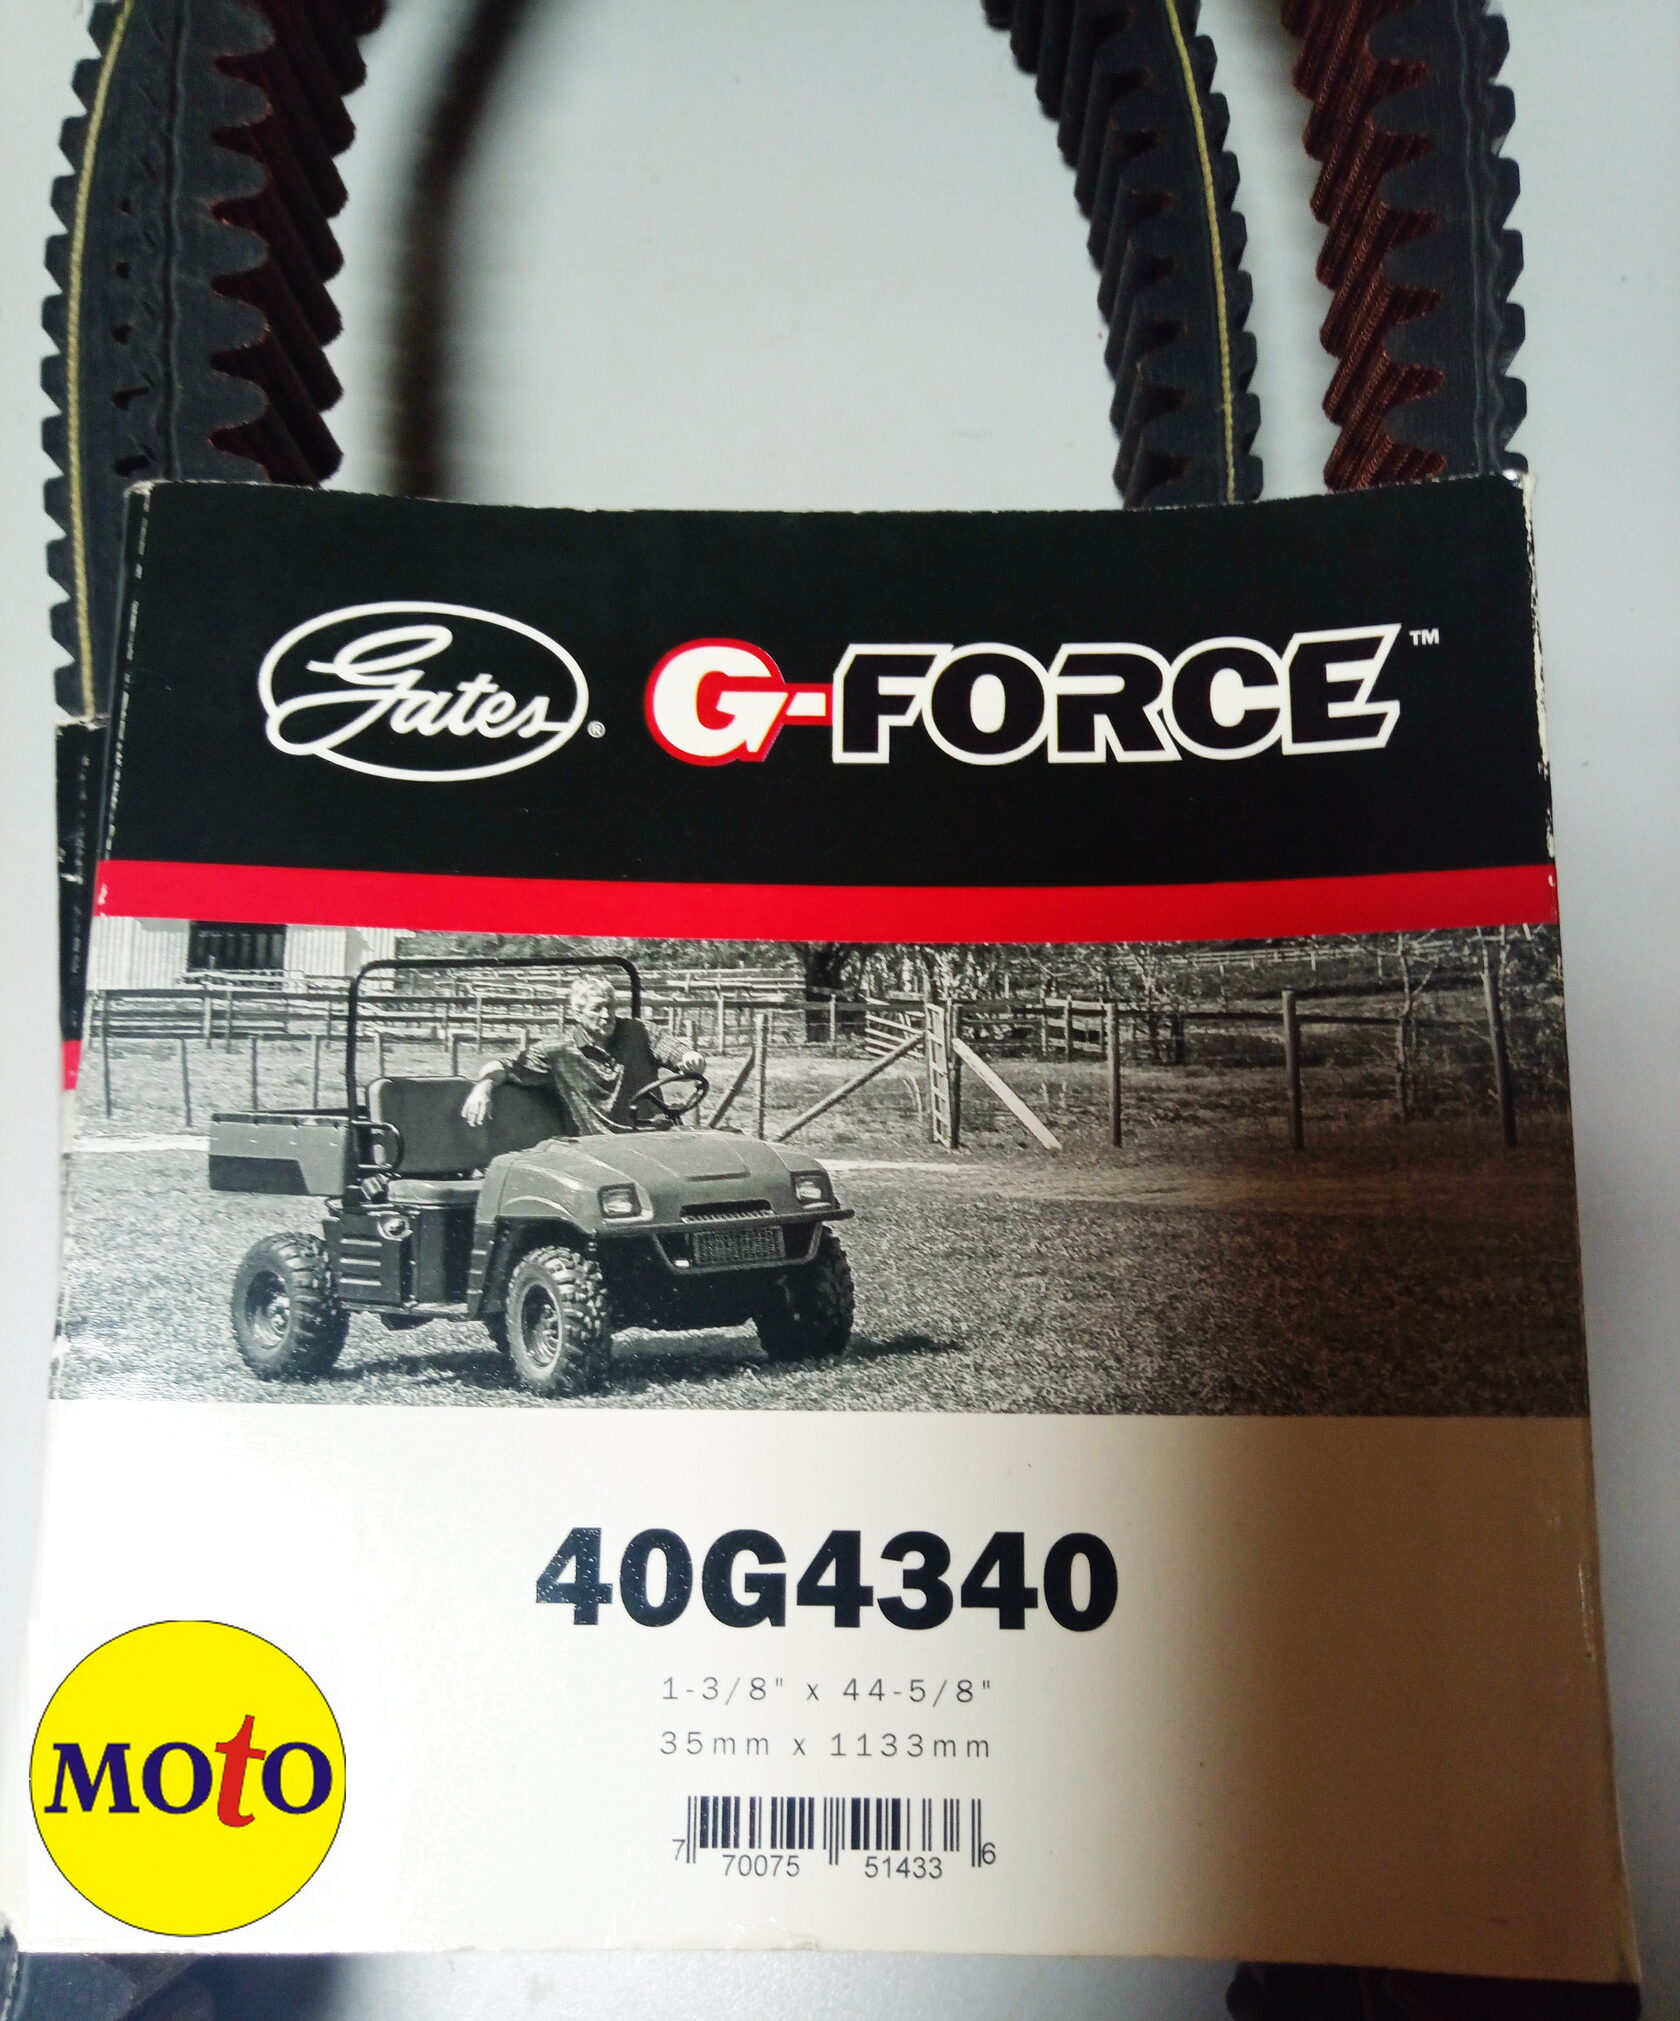 Gates®
G-FORCE™
40G4340
1-3/8" x 44-5/8"
35mm x 1133mm
7 70075 51433 6
MOtO